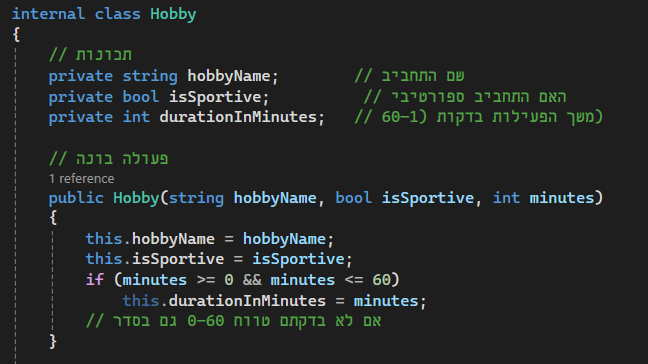 internal class Hobby
{
// תכונות
private string hobbyName; // שם התחביב
private bool isSportive; // האם התחביב ספורטיבי
private int durationInMinutes; // משך הפעילות בדקות (1-60)
// פעולה בונה
1 reference
public Hobby(string hobbyName, bool isSportive, int minutes)
{
this.hobbyName = hobbyName;
this.isSportive = isSportive;
if (minutes >= 0 && minutes <= 60)
this.durationInMinutes = minutes;
// אם לא בדקתם טווח 0-60 גם בסדר
}